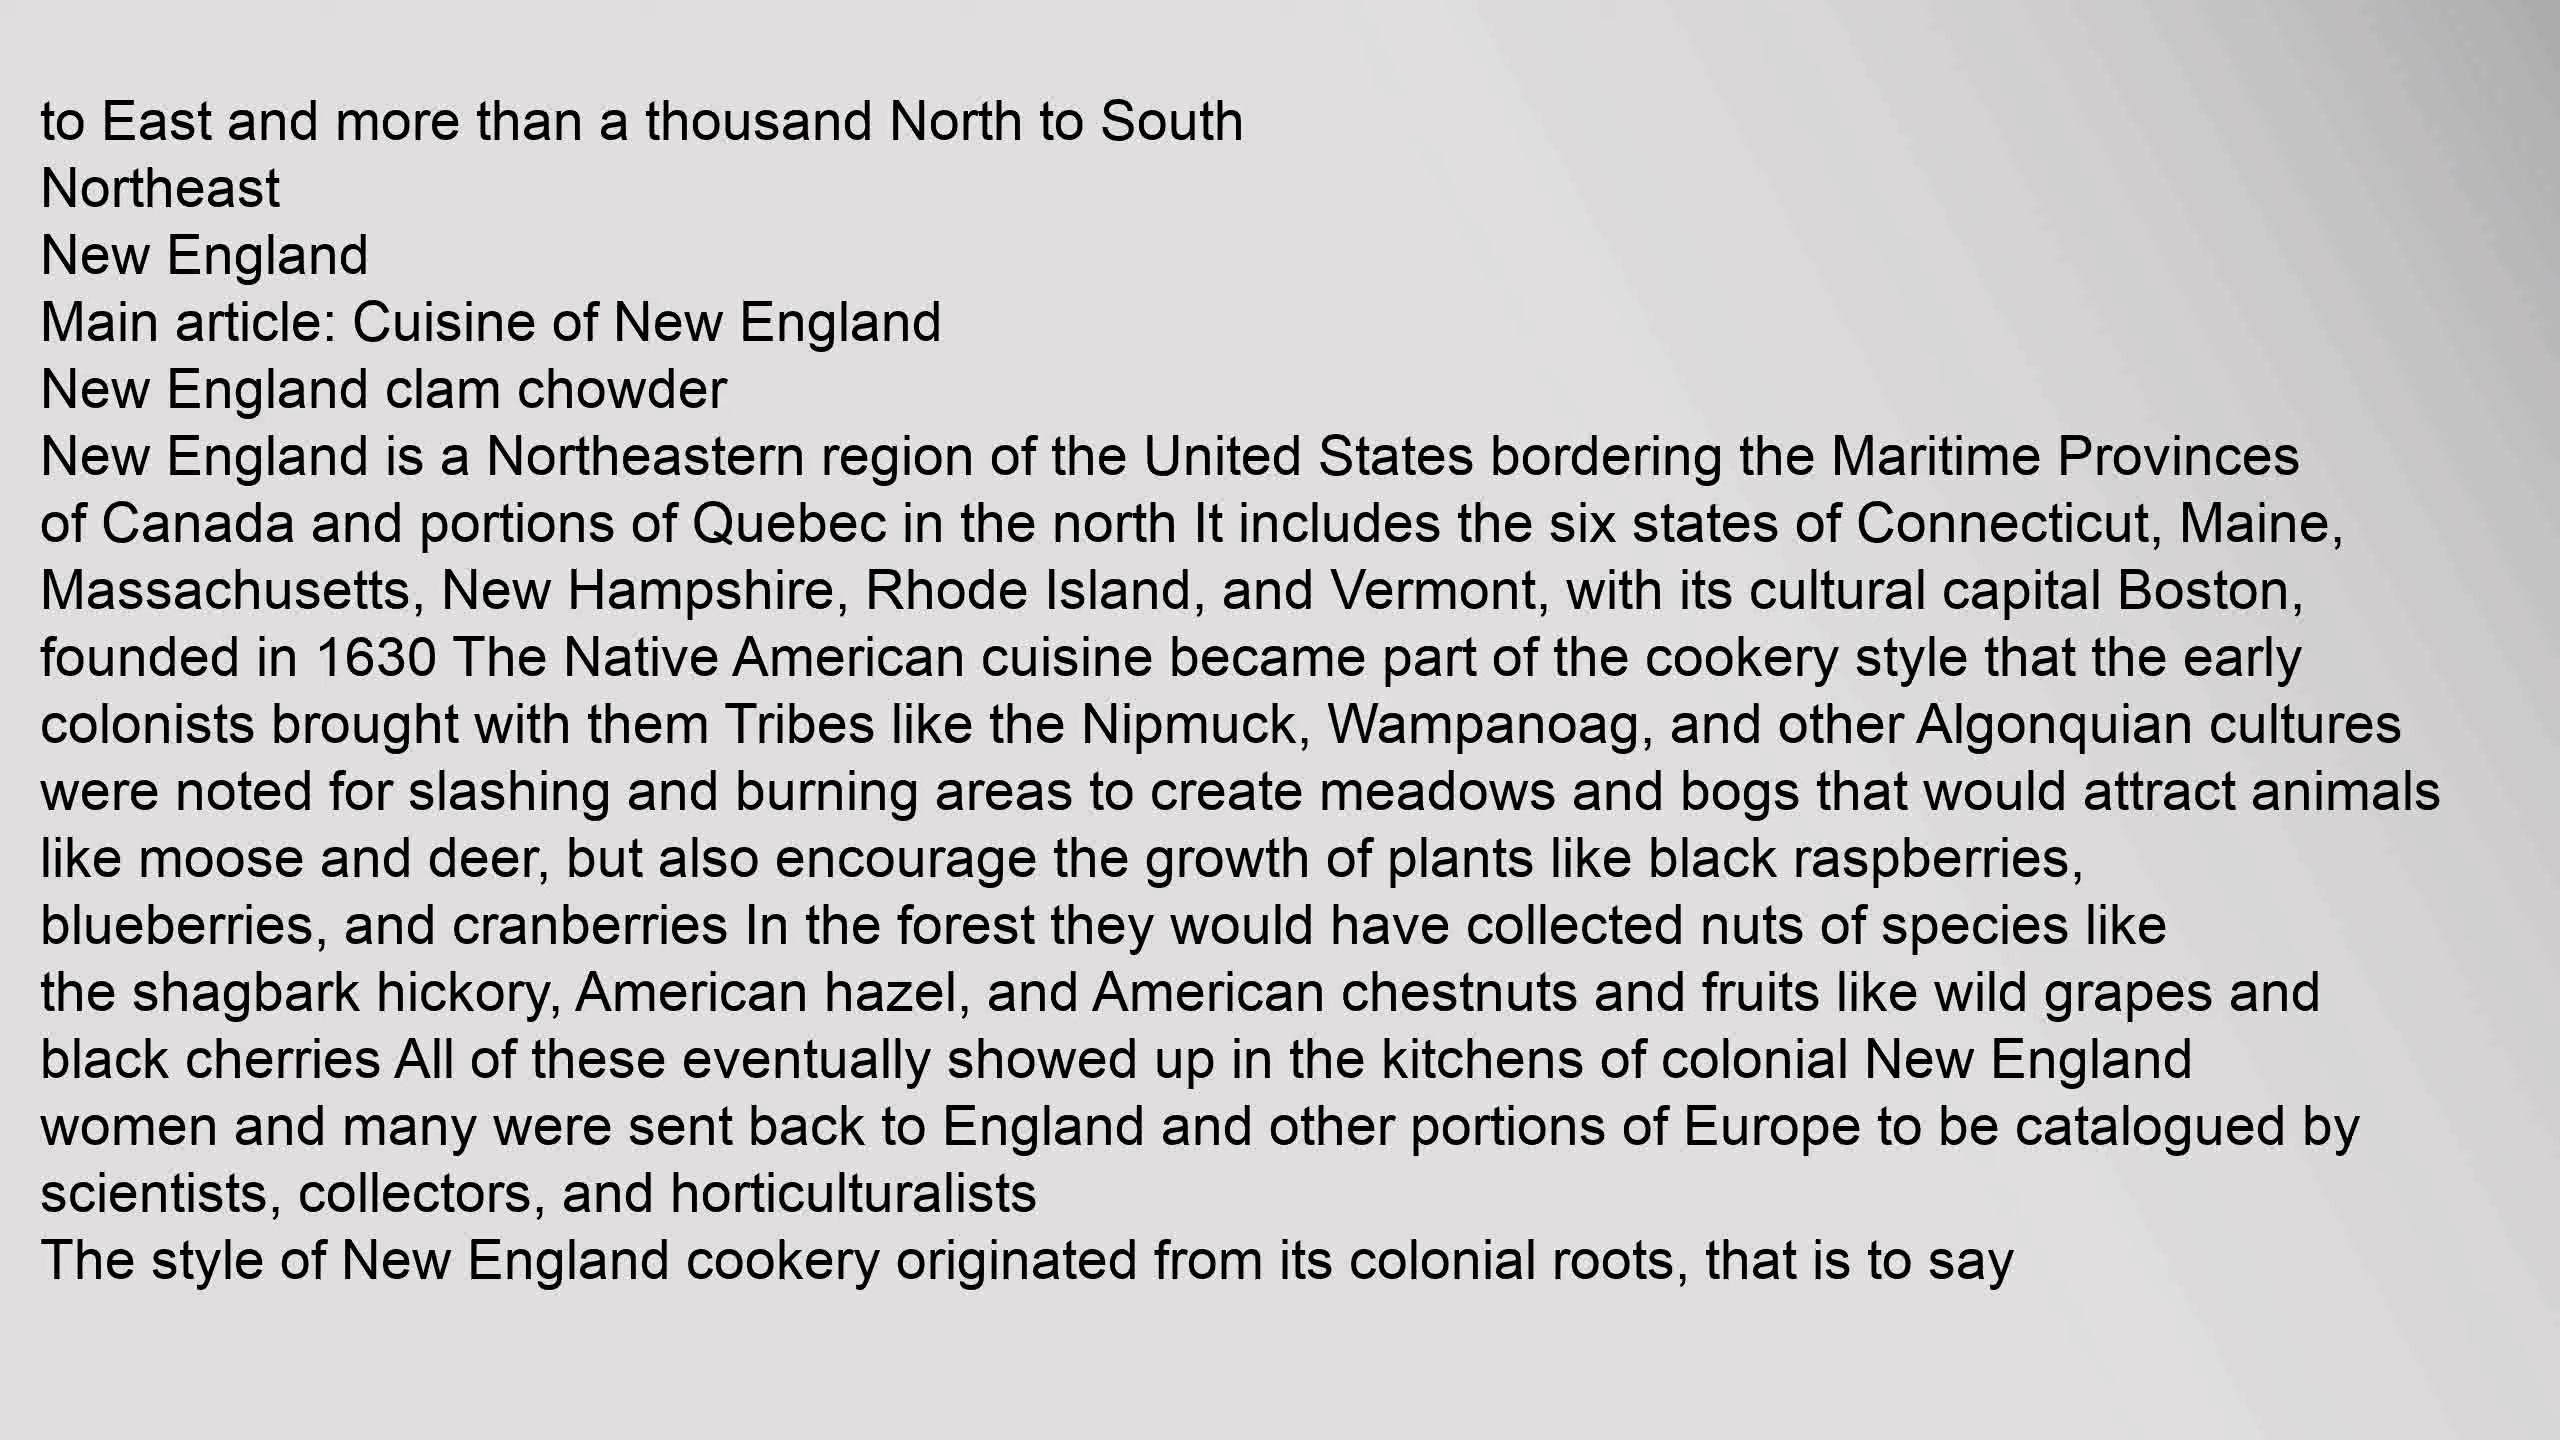 to East and more than a thousand North to South
Northeast
New England
Main article: Cuisine of New England
New England clam chowder
New England is a Northeastern region of the United States bordering the Maritime Provinces
of Canada and portions of Quebec in the north It includes the six states of Connecticut, Maine,
Massachusetts, New Hampshire, Rhode Island, and Vermont, with its cultural capital Boston,
founded in 1630 The Native American cuisine became part of the cookery style that the early
colonists brought with them Tribes like the Nipmuck, Wampanoag, and other Algonquian cultures
were noted for slashing and burning areas to create meadows and bogs that would attract animals
like moose and deer, but also encourage the growth of plants like black raspberries,
blueberries, and cranberries In the forest they would have collected nuts of species like
the shagbark hickory, American hazel, and American chestnuts and fruits like wild grapes and
black cherries All of these eventually showed up in the kitchens of colonial New England
women and many were sent back to England and other portions of Europe to be catalogued by
scientists, collectors, and horticulturalists
The style of New England cookery originated from its colonial roots, that is to say